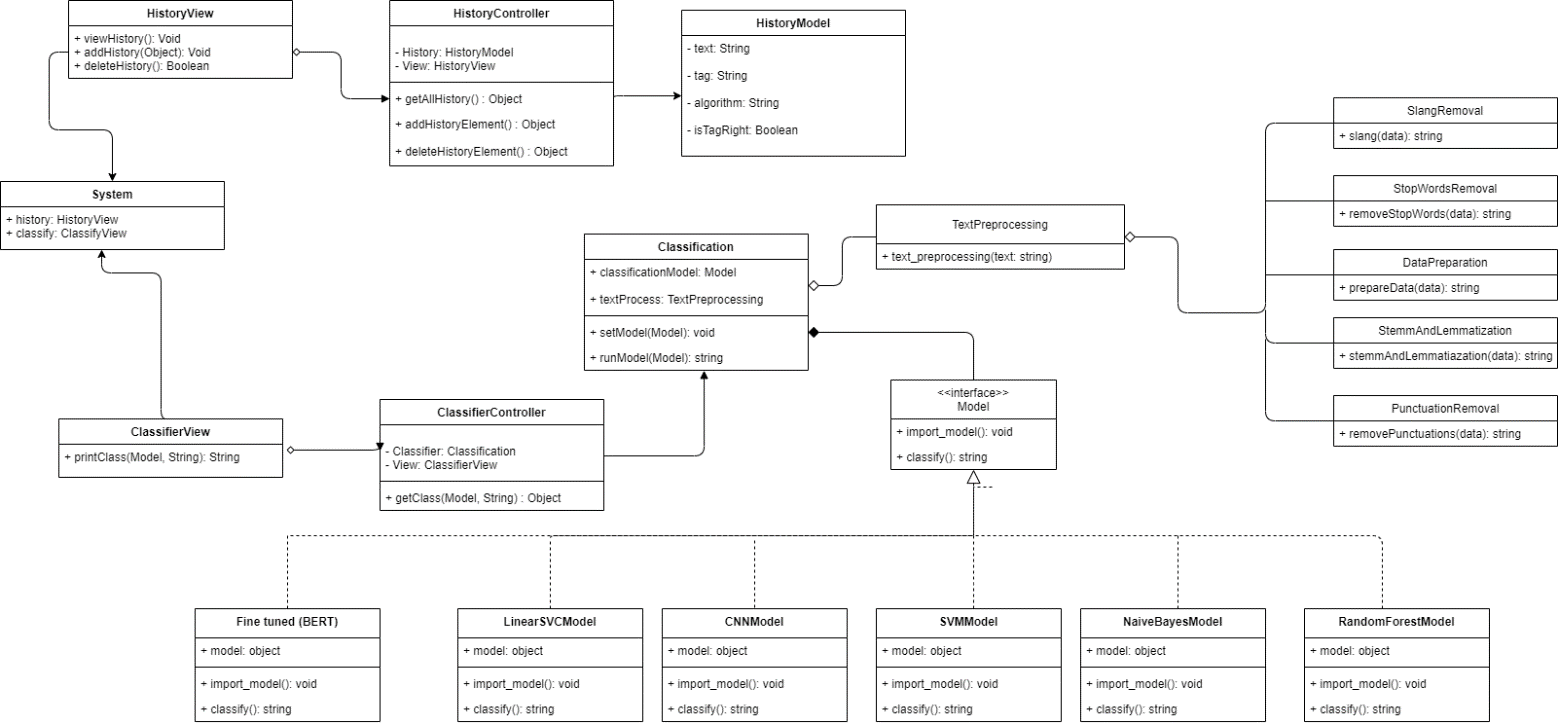 HistoryView
+ viewHistory(): Void
+ addHistory(Object): Void
+ deleteHistory(): Boolean
HistoryController
- History: HistoryModel
- View: HistoryView
+ getAllHistory() : Object
+ addHistoryElement() : Object
+ deleteHistoryElement() : Object
HistoryModel
- text: String
- tag: String
- algorithm: String
- isTagRight: Boolean
System
+ history: HistoryView
+ classify: ClassifyView
Classification
+ classificationModel: Model
+ textProcess: TextPreprocessing
+ setModel(Model): void
+ runModel(Model): string
TextPreprocessing
+ text_preprocessing(text: string)
SlangRemoval
+ slang(data): string
StopWordsRemoval
+ removeStopWords(data): string
DataPreparation
+ prepareData(data): string
StemmAndLemmatization
+ stemmAndLemmatiazation(data): string
PunctuationRemoval
+ removePunctuations(data): string
ClassifierView
+ printClass(Model, String): String
ClassifierController
- Classifier: Classification
- View: ClassifierView
+ getClass(Model, String) : Object
<<interface>>
Model
+ import_model(): void
+ classify(): string
Fine tuned (BERT)
+ model: object
+ import_model(): void
+ classify(): string
LinearSVCModel
+ model: object
+ import_model(): void
+ classify(): string
CNNModel
+ model: object
+ import_model(): void
+ classify(): string
SVMModel
+ model: object
+ import_model(): void
+ classify(): string
NaiveBayesModel
+ model: object
+ import_model(): void
+ classify(): string
RandomForestModel
+ model: object
+ import_model(): void
+ classify(): string